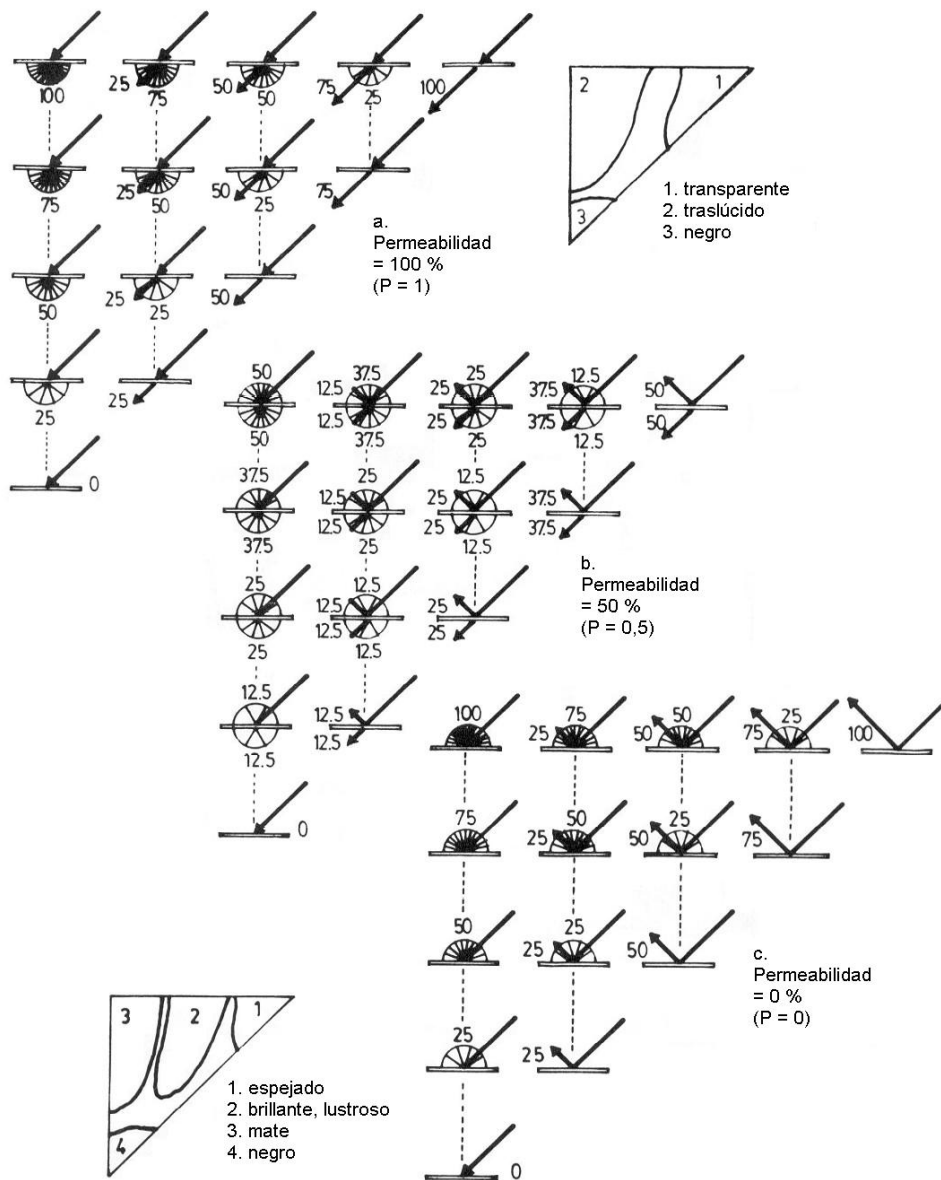 100
25 75
50 50
75 25
100
75
25 50
50 25
75
50
25 25
50
25
25
0
a.
Permeabilidad
= 100 %
(P = 1)
2 1
3
1. transparente
2. traslúcido
3. negro
50 37.5 25 12.5
12.5 25 37.5 50
12.5 25 37.5 50
50 37.5 25 12.5
37.5 25 12.5
12.5 25 37.5
12.5 25 37.5
37.5 25 12.5
25 12.5
12.5 25
12.5 25
25 12.5
12.5
12.5
12.5
12.5
0
b.
Permeabilidad
= 50 %
(P = 0,5)
100 75 50 25
25 50 75 100
75 50 25
25 50 75
50 25
25 50
25
25
0
c.
Permeabilidad
= 0 %
(P = 0)
3 2 1
4
1. espejado
2. brillante, lustroso
3. mate
4. negro